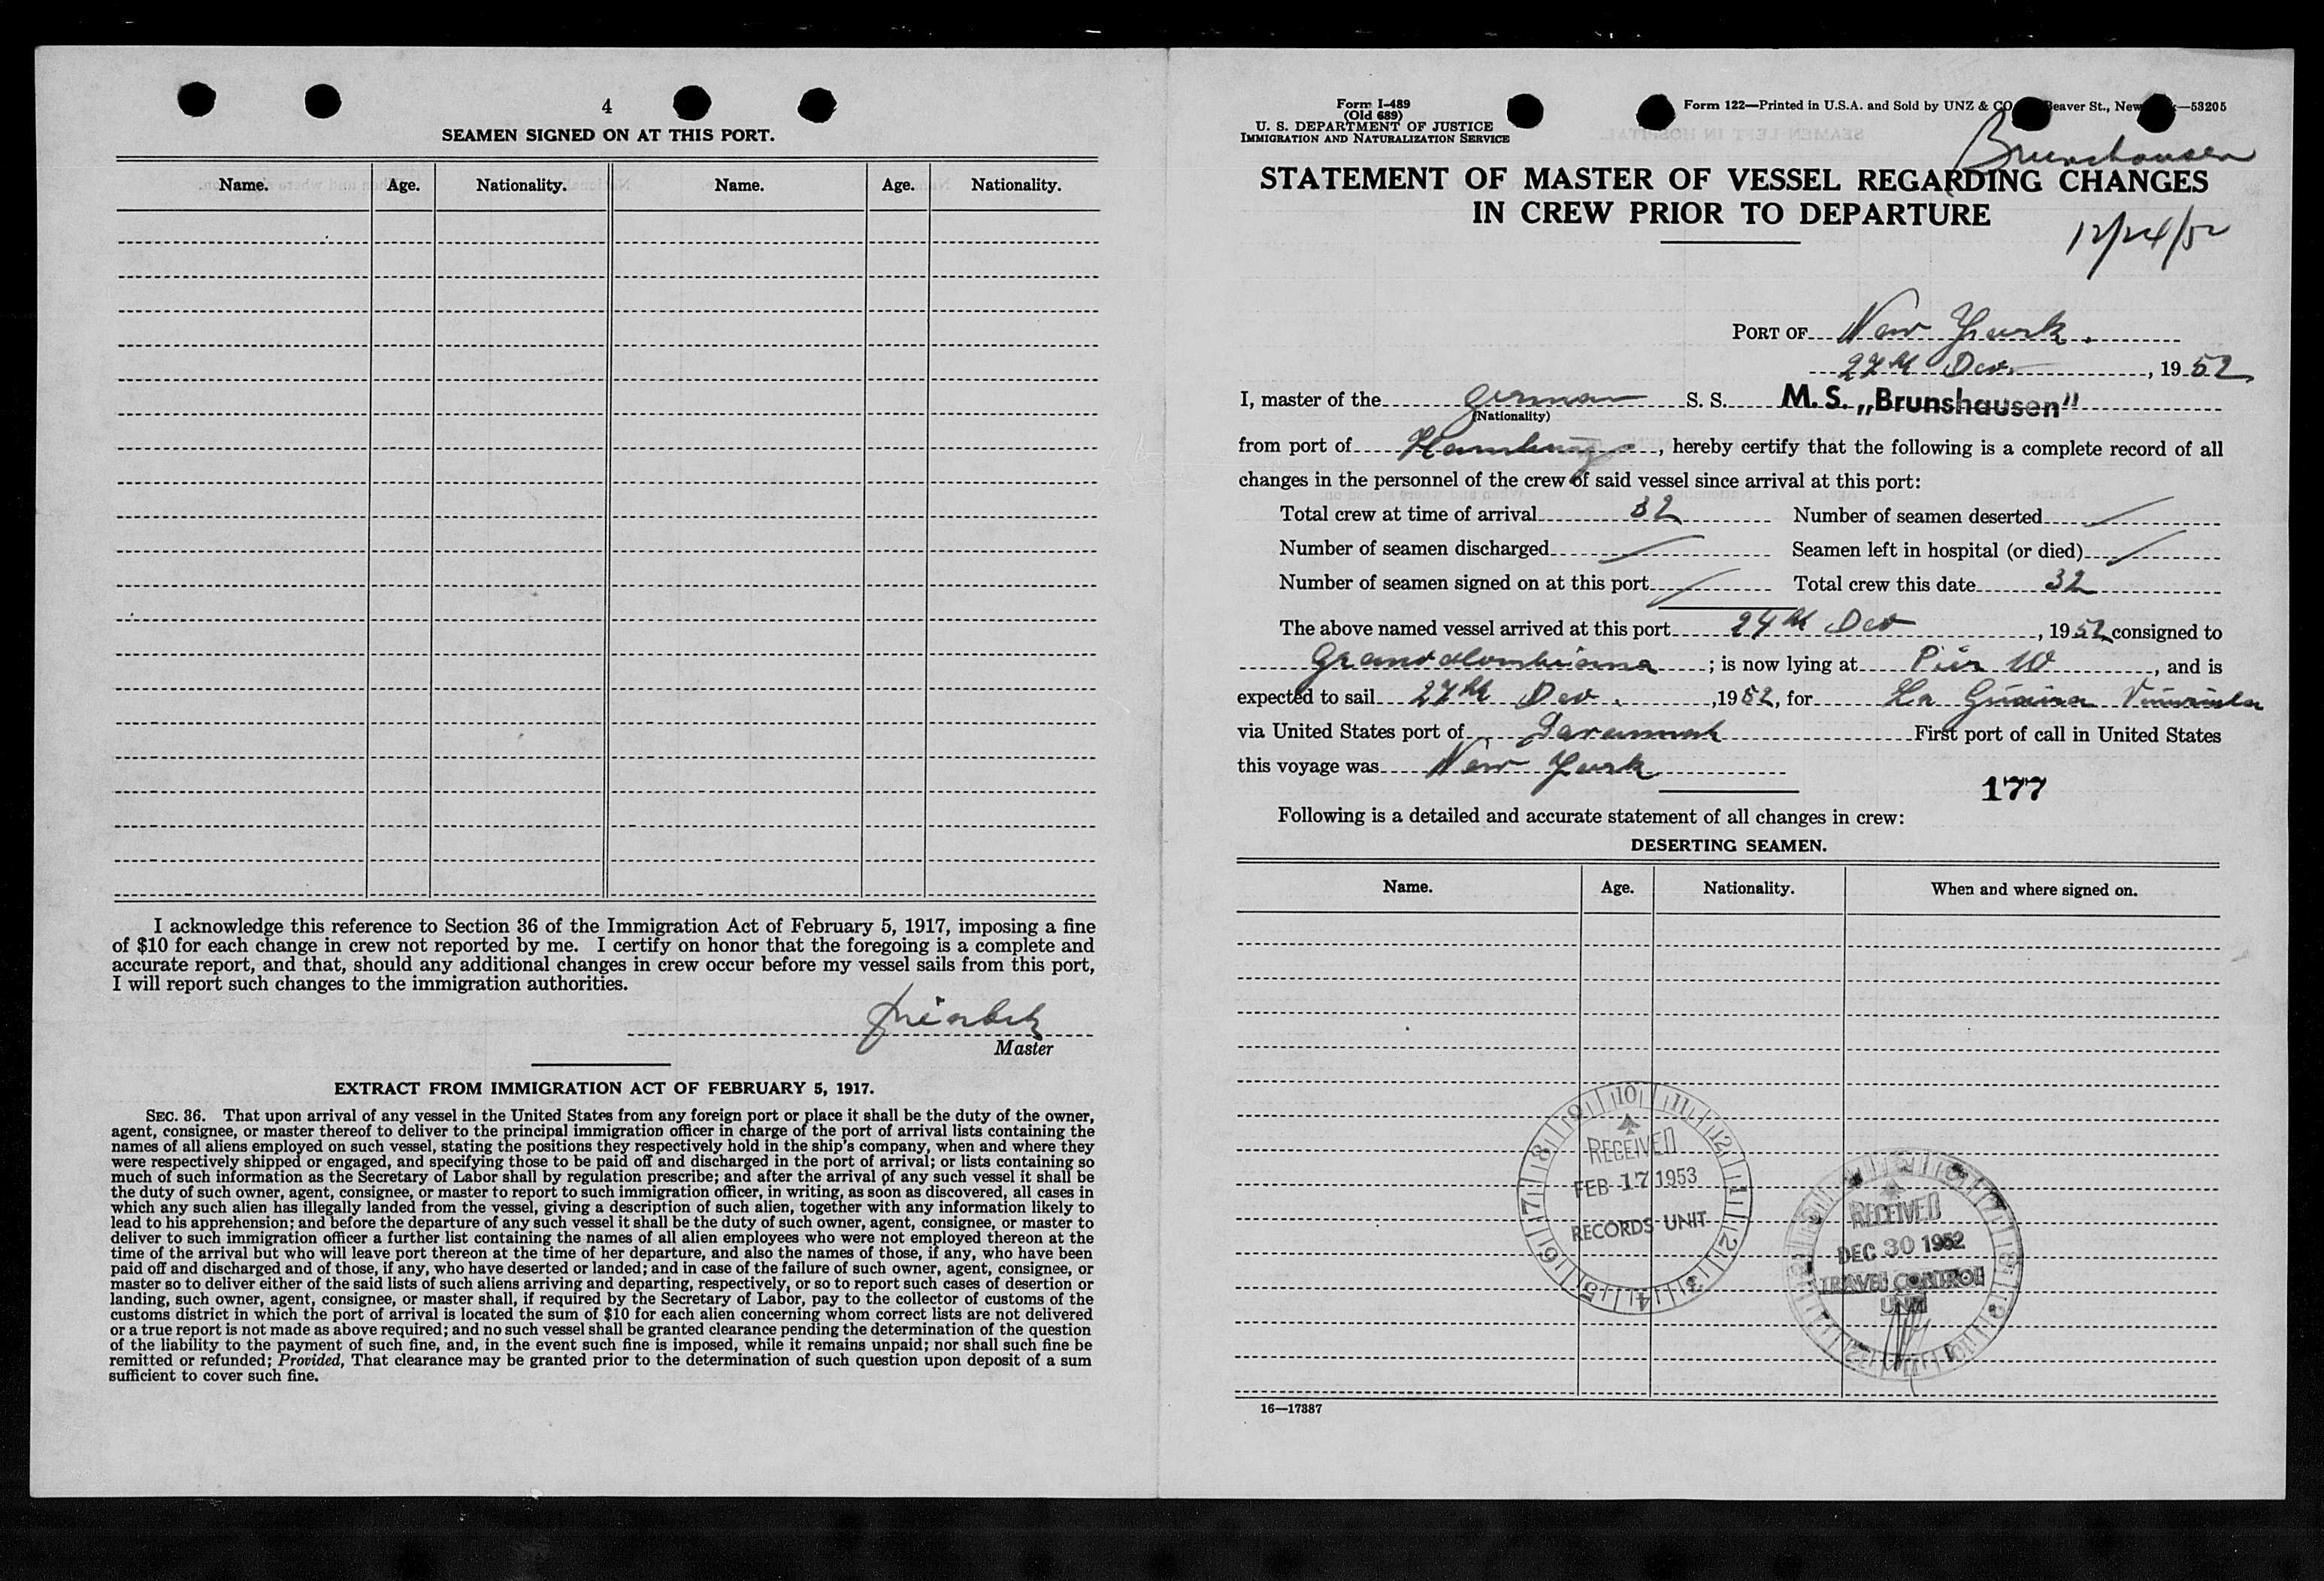 4
SEAMEN SIGNED ON AT THIS PORT.
Name. Age. Nationality. Name. Age. Nationality.
I acknowledge this reference to Section 36 of the Immigration Act of February 5, 1917, imposing a fine
of $10 for each change in crew not reported by me. I certify on honor that the foregoing is a complete and
accurate report, and that, should any additional changes in crew occur before my vessel sails from this port,
I will report such changes to the immigration authorities.
Master
EXTRACT FROM IMMIGRATION ACT OF FEBRUARY 5, 1917.
SEC. 36. That upon arrival of any vessel in the United States from any foreign port or place it shall be the duty of the owner,
agent, consignee, or master thereof to deliver to the principal immigration officer in charge of the port of arrival lists containing the
names of all aliens employed on such vessel, stating the positions they respectively hold in the ship's company, when and where they
were respectively shipped or engaged, and specifying those to be paid off and discharged in the port of arrival; or lists containing so
much of such information as the Secretary of Labor shall by regulation prescribe; and after the arrival of any such vessel it shall be
the duty of such owner, agent, consignee, or master to report to such immigration officer, in writing, as soon as discovered, all cases in
which any such alien has illegally landed from the vessel, giving a description of such alien, together with any information likely to
lead to his apprehension; and before the departure of any such vessel it shall be the duty of such owner, agent, consignee, or master to
deliver to such immigration officer a further list containing the names of all alien employees who were not employed thereon at the
time of the arrival but who will leave port thereon at the time of her departure, and also the names of those, if any, who have been
paid off and discharged and of those, if any, who have deserted or landed; and in case of the failure of such owner, agent, consignee, or
master so to deliver either of the said lists of such aliens arriving and departing, respectively, or so to report such cases of desertion or
landing, such owner, agent, consignee, or master shall, if required by the Secretary of Labor, pay to the collector of customs of the
customs district in which the port of arrival is located the sum of $10 for each alien concerning whom correct lists are not delivered
or a true report is not made as above required; and no such vessel shall be granted clearance pending the determination of the question
of the liability to the payment of such fine, and, in the event such fine is imposed, while it remains unpaid; nor shall such fine be
remitted or refunded; Provided, That clearance may be granted prior to the determination of such question upon deposit of a sum
sufficient to cover such fine.
Form I-489
(Old 689)
U. S. DEPARTMENT OF JUSTICE
IMMIGRATION AND NATURALIZATION SERVICE
Form 122—Printed in U.S.A. and Sold by UNZ & CO Beaver St., New —53205
Brunshausen
STATEMENT OF MASTER OF VESSEL REGARDING CHANGES
IN CREW PRIOR TO DEPARTURE
12/24/52
PORT OF New York.
27th Dec, 1952
I, master of the german S. S. M. S. „Brunshausen"
(Nationality)
from port of Hamburg, hereby certify that the following is a complete record of all
changes in the personnel of the crew of said vessel since arrival at this port:
Total crew at time of arrival 32 Number of seamen deserted /
Number of seamen discharged / Seamen left in hospital (or died) /
Number of seamen signed on at this port / Total crew this date 32
The above named vessel arrived at this port 24th Dec, 1952 consigned to
Grancolombiana; is now lying at Pier 10, and is
expected to sail 27th Dec., 1952, for La Guaira
via United States port of Savannah First port of call in United States
this voyage was New York
177
Following is a detailed and accurate statement of all changes in crew:
DESERTING SEAMEN.
Name. Age. Nationality. When and where signed on.
RECEIVED
FEB 17 1953
RECORDS UNIT
RECEIVED
DEC 30 1952
TRAVEL CONTROL
UNIT
16—17387